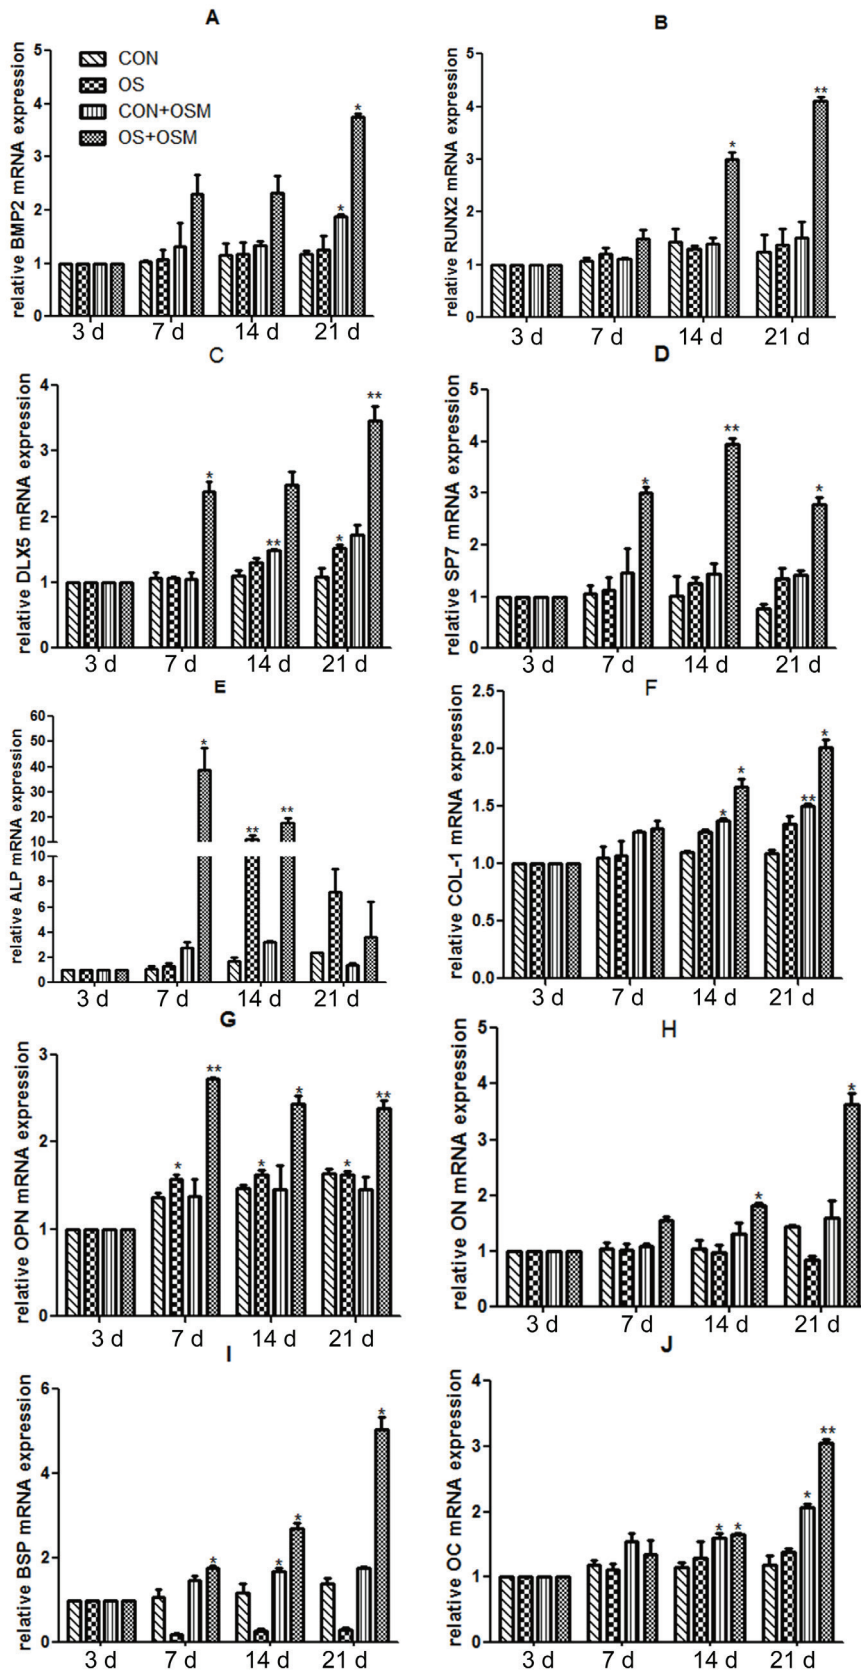 A
relative BMP2 mRNA expression
5
4
3
2
1
0
CON
OS
CON+OSM
OS+OSM
*
*
3 d 7 d 14 d 21 d
B
relative RUNX2 mRNA expression
5
4
3
2
1
0
*
**
3 d 7 d 14 d 21 d
C
relative DLX5 mRNA expression
4
3
2
1
0
*
**
*
**
3 d 7 d 14 d 21 d
D
relative SP7 mRNA expression
5
4
3
2
1
0
*
**
*
3 d 7 d 14 d 21 d
E
relative ALP mRNA expression
60
50
40
30
20
10
10
8
6
4
2
0
*
**
**
3 d 7 d 14 d 21 d
F
relative COL-1 mRNA expression
2.5
2.0
1.5
1.0
0.5
0.0
*
*
**
*
3 d 7 d 14 d 21 d
G
relative OPN mRNA expression
3
2
1
0
*
**
*
*
*
**
3 d 7 d 14 d 21 d
H
relative ON mRNA expression
5
4
3
2
1
0
*
*
3 d 7 d 14 d 21 d
I
relative BSP mRNA expression
6
4
2
0
*
*
*
*
3 d 7 d 14 d 21 d
J
relative OC mRNA expression
4
3
2
1
0
*
*
*
**
3 d 7 d 14 d 21 d